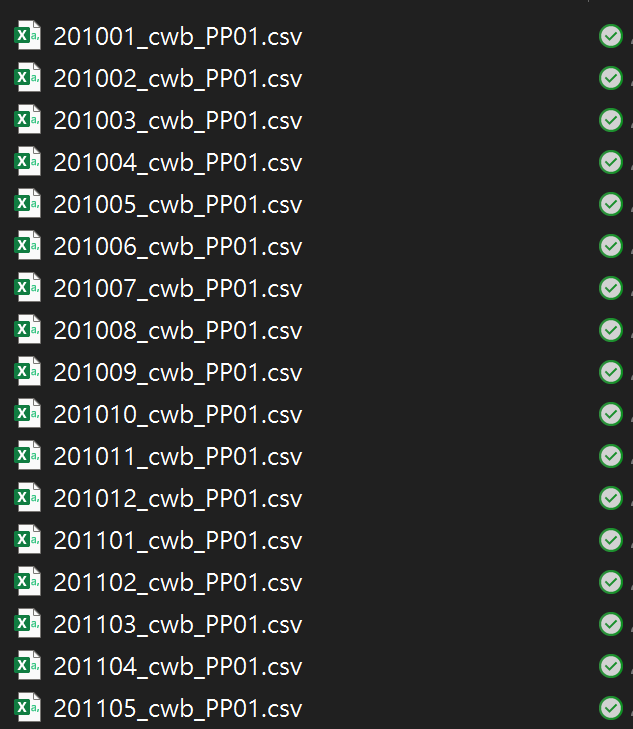 201001_cwb_PP01.csv
201002_cwb_PP01.csv
201003_cwb_PP01.csv
201004_cwb_PP01.csv
201005_cwb_PP01.csv
201006_cwb_PP01.csv
201007_cwb_PP01.csv
201008_cwb_PP01.csv
201009_cwb_PP01.csv
201010_cwb_PP01.csv
201011_cwb_PP01.csv
201012_cwb_PP01.csv
201101_cwb_PP01.csv
201102_cwb_PP01.csv
201103_cwb_PP01.csv
201104_cwb_PP01.csv
201105_cwb_PP01.csv